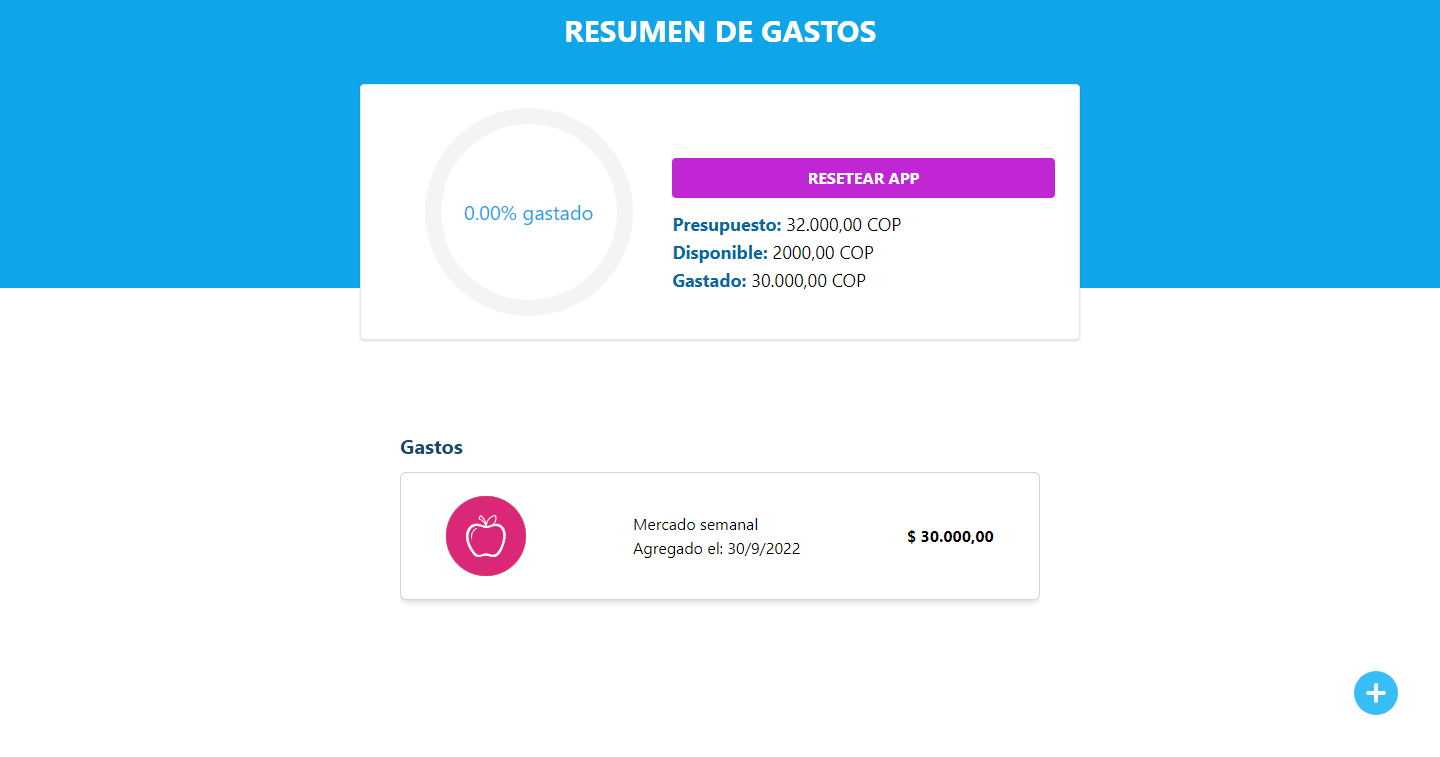 RESUMEN DE GASTOS
0.00% gastado
RESETEAR APP
Presupuesto: 32.000,00 COP
Disponible: 2000,00 COP
Gastado: 30.000,00 COP
Gastos
Mercado semanal
Agregado el: 30/9/2022
$ 30.000,00